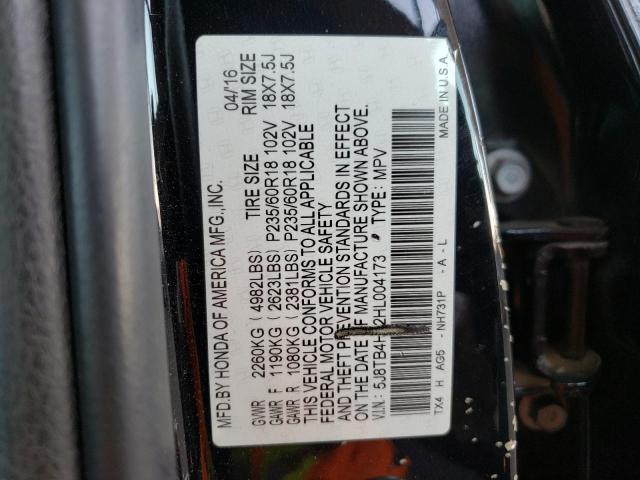 MFD.BY HONDA OF AMERICA MFG.,INC. 04/'16
GVWR 2260KG ( 4982LBS) TIRE SIZE RIM SIZE
GAWR F 1190KG ( 2623LBS) P235/60R18 102V 18X7.5J
GAWR R 1080KG ( 2381LBS) P235/60R18 102V 18X7.5J
THIS VEHICLE CONFORMS TO ALL APPLICABLE
FEDERAL MOTOR VEHICLE SAFETY
AND THEFT PREVENTION STANDARDS IN EFFECT
ON THE DATE OF MANUFACTURE SHOWN ABOVE.
V.I.N.: TYPE: MPV
TX4 H AG5 - NH731P - A - L MADE IN U.S.A.